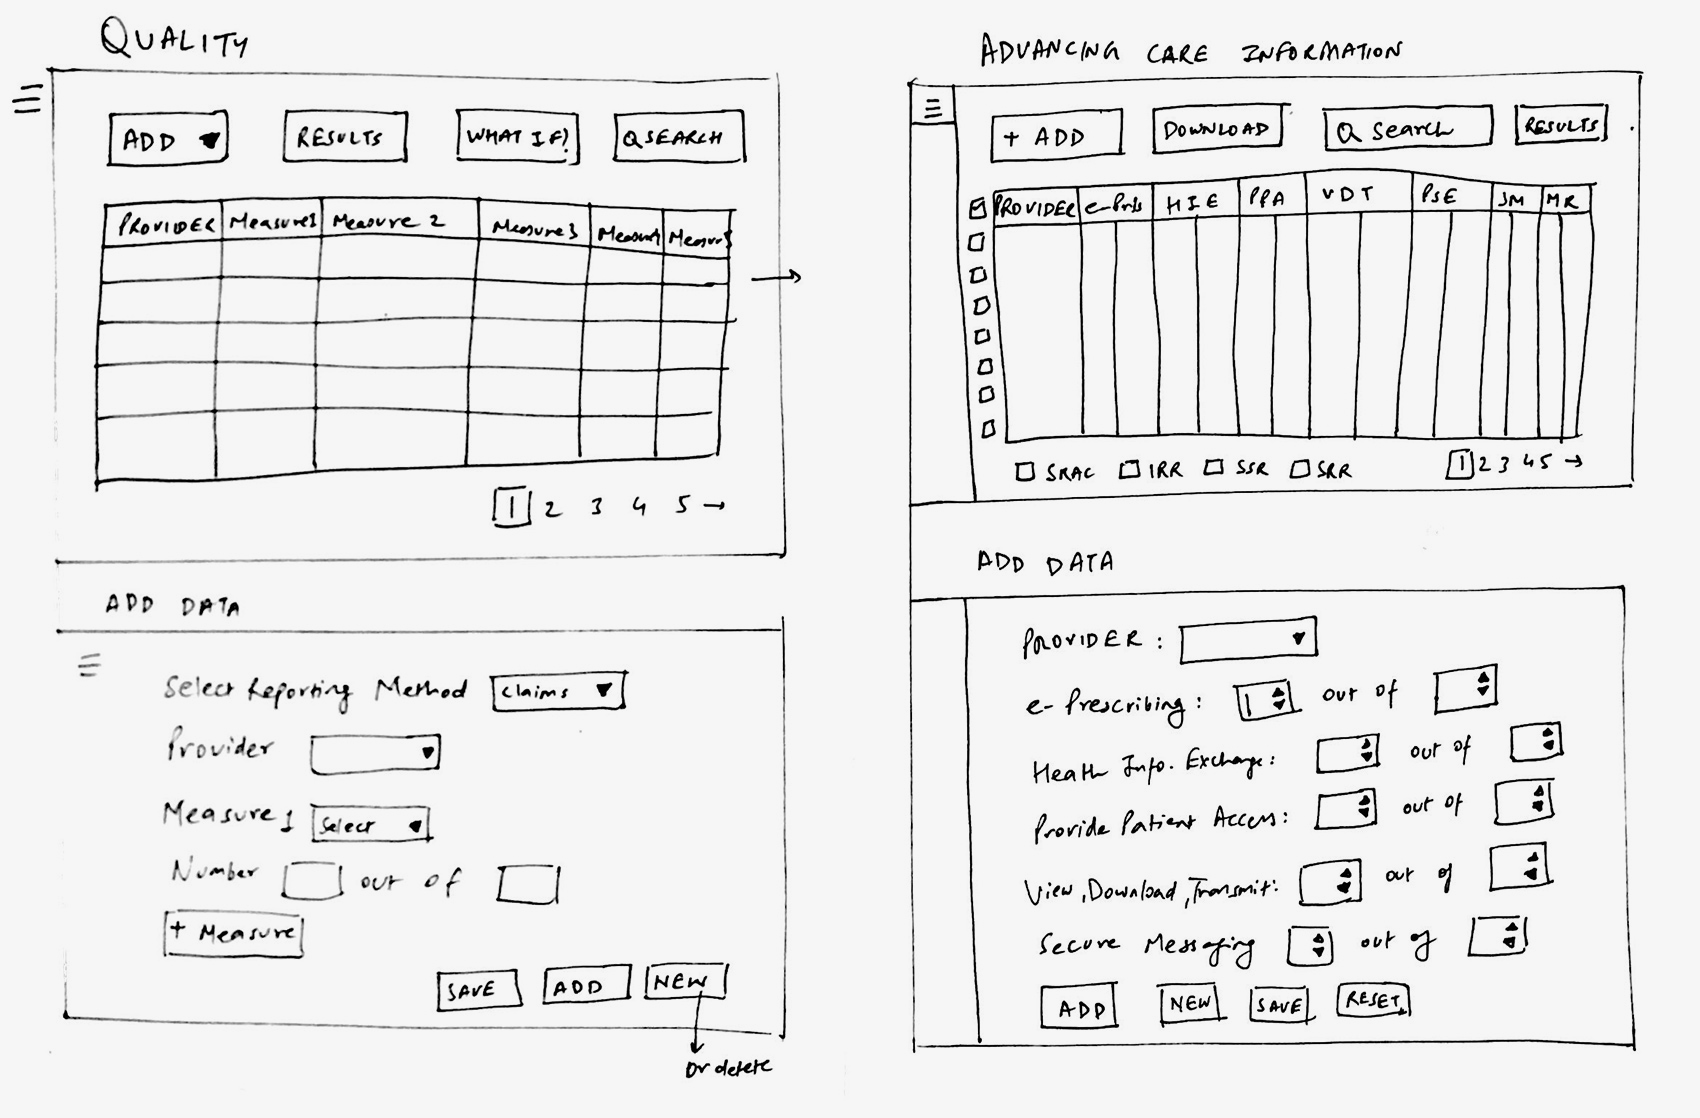 QUALITY
ADD RESULTS WHAT IF? SEARCH
PROVIDER Measure 1 Measure 2 Measure 3 Measure
1 2 3 4 5 →
ADD DATA
Select Reporting Method Claims
Provider
Measure 1 Select
Number out of
+ Measure
SAVE ADD NEW
Or delete
ADVANCING CARE INFORMATION
+ ADD DOWNLOAD Search RESULTS
PROVIDER HIE PPA VDT PSE SM MR
SRAC IRR SSR SRR 1 2 3 4 5 →
ADD DATA
PROVIDER :
e-Prescribing : 1 out of
Health Info. Exchange : out of
Provide Patient Access : out of
View, Download, Transmit : out of
Secure Messaging out of
ADD NEW SAVE RESET